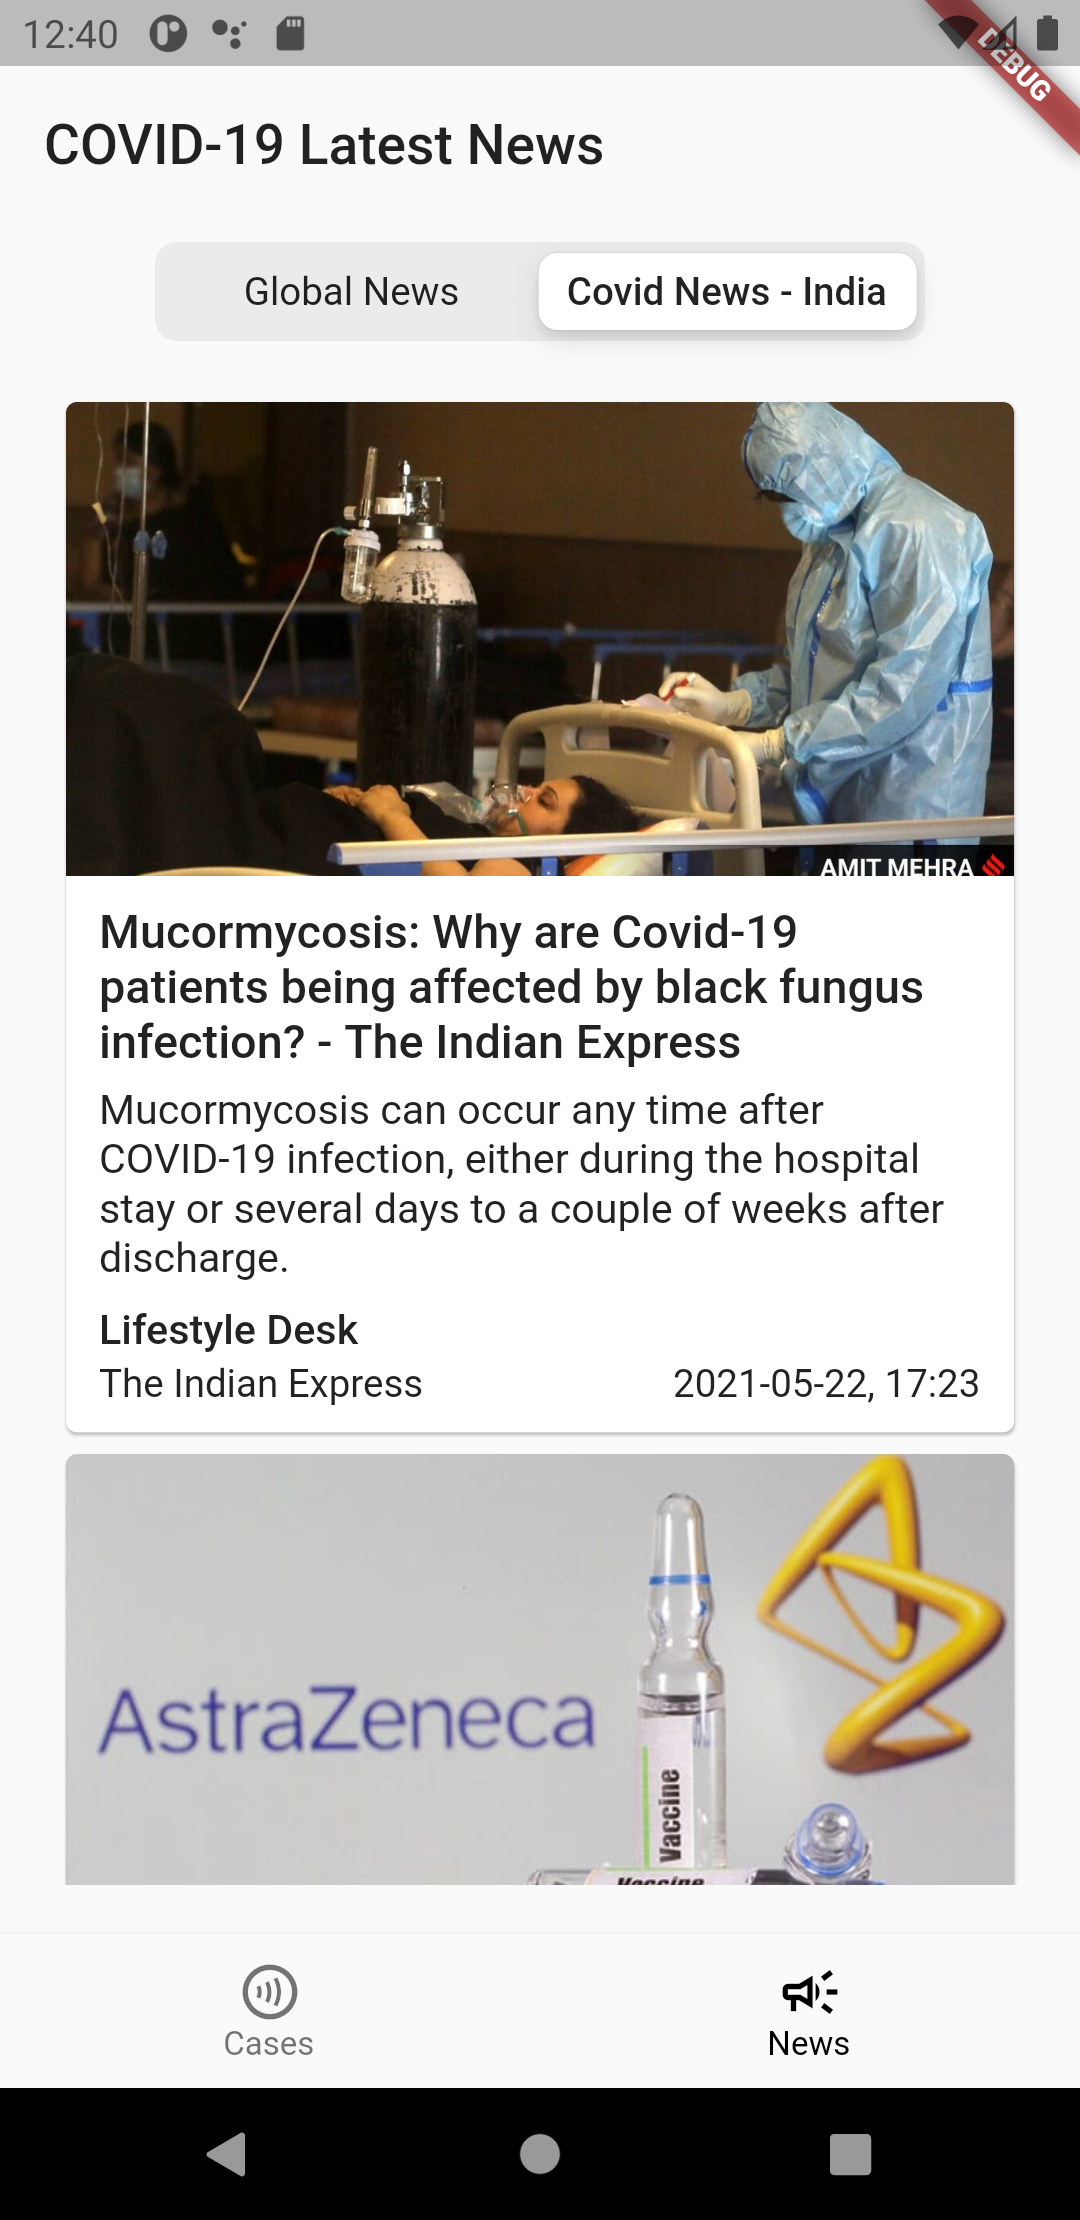 12:40
DEBUG
COVID-19 Latest News
Global News
Covid News - India
AMIT MEHRA
Mucormycosis: Why are Covid-19
patients being affected by black fungus
infection? - The Indian Express
Mucormycosis can occur any time after
COVID-19 infection, either during the hospital
stay or several days to a couple of weeks after
discharge.
Lifestyle Desk
The Indian Express
2021-05-22, 17:23
AstraZeneca
Vaccine
Vaccine
Cases
News